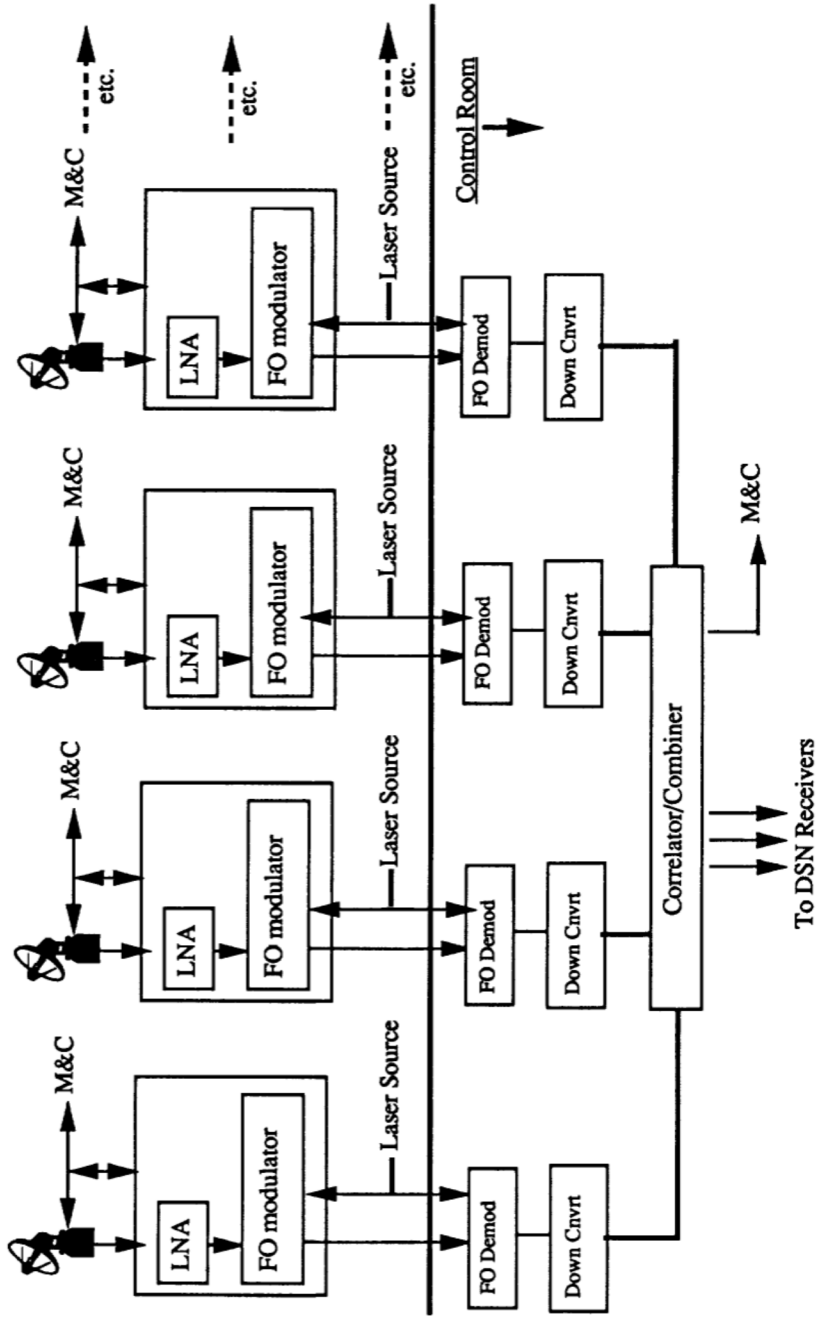 M&C
M&C
M&C
M&C
etc.
LNA
LNA
LNA
LNA
etc.
FO modulator
FO modulator
FO modulator
FO modulator
Laser Source
Laser Source
Laser Source
Laser Source
etc.
Control Room
FO Demod
FO Demod
FO Demod
FO Demod
Down Cnvrt
Down Cnvrt
Down Cnvrt
Down Cnvrt
Correlator/Combiner
M&C
To DSN Receivers